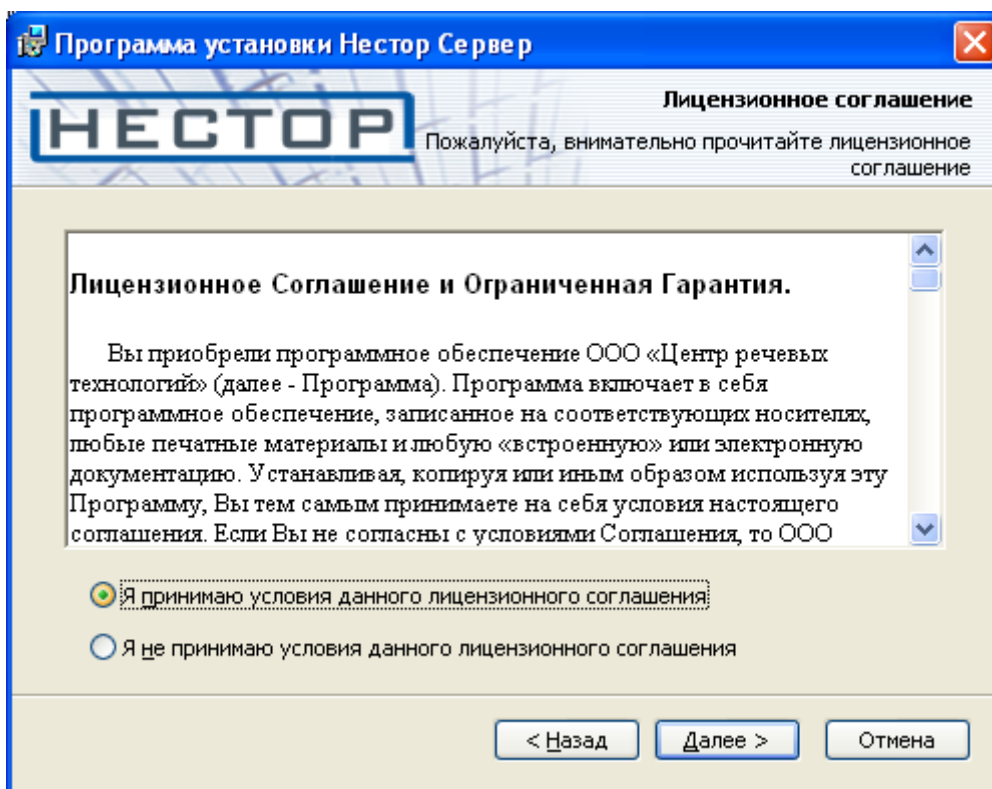 Программа установки Нестор Сервер
НЕСТОР
Лицензионное соглашение
Пожалуйста, внимательно прочитайте лицензионное
соглашение
Лицензионное Соглашение и Ограниченная Гарантия.
Вы приобрели программное обеспечение ООО «Центр речевых
технологий» (далее - Программа). Программа включает в себя
программное обеспечение, записанное на соответствующих носителях,
любые печатные материалы и любую «встроенную» или электронную
документацию. Устанавливая, копируя или иным образом используя эту
Программу, Вы тем самым принимаете на себя условия настоящего
соглашения. Если Вы не согласны с условиями Соглашения, то ООО
Я принимаю условия данного лицензионного соглашения
Я не принимаю условия данного лицензионного соглашения
< Назад
Далее >
Отмена